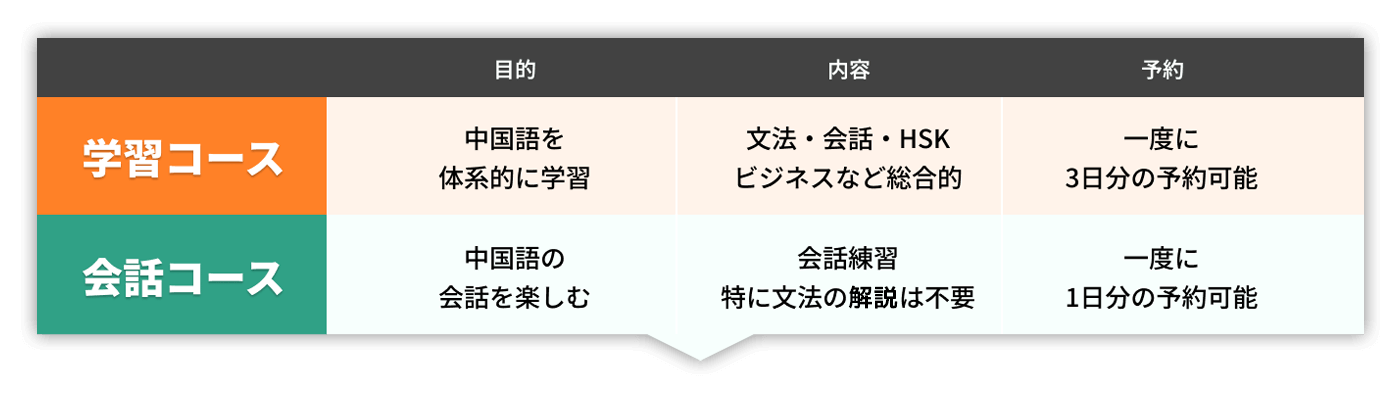 目的 内容 予約
学習コース
中国語を
体系的に学習
文法・会話・HSK
ビジネスなど総合的
一度に
3日分の予約可能
会話コース
中国語の
会話を楽しむ
会話練習
特に文法の解説は不要
一度に
1日分の予約可能